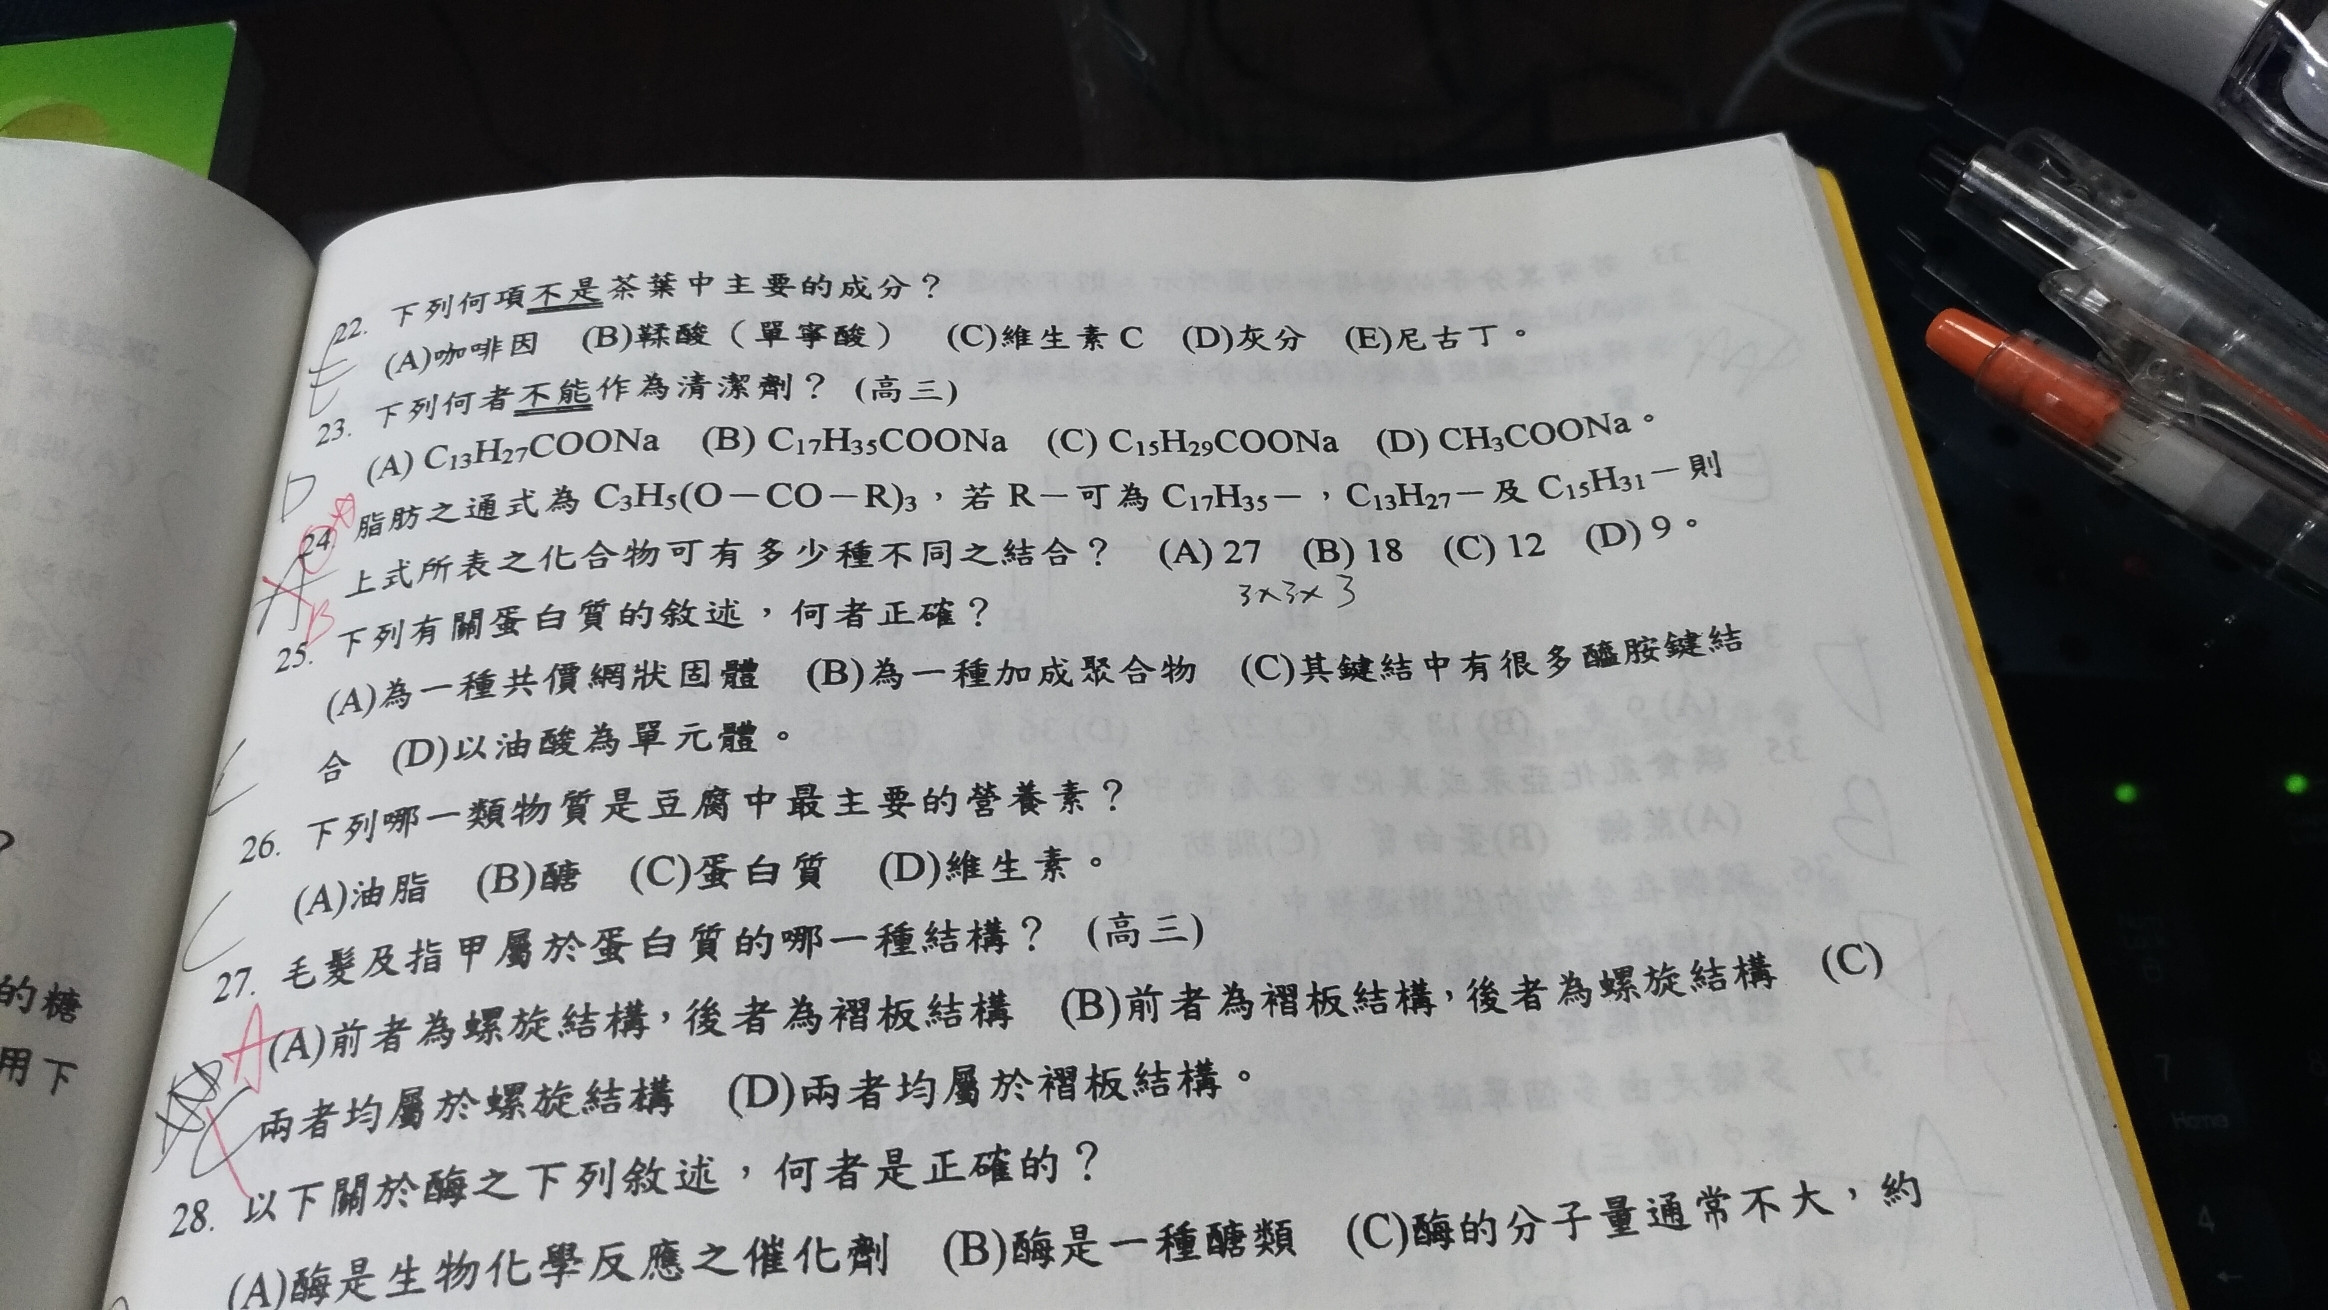 22. 下列何項不是茶葉中主要的成分？
(A)咖啡因 (B)鞣酸（單寧酸） (C)維生素C (D)灰分 (E)尼古丁。
E
23. 下列何者不能作為清潔劑？(高三)
(A) C₁₃H₂₇COONa (B) C₁₇H₃₅COONa (C) C₁₅H₂₉COONa (D) CH₃COONa。
D
24. 脂肪之通式為 C₃H₅(O－CO－R)₃，若 R－可為 C₁₇H₃₅－，C₁₃H₂₇－及 C₁₅H₃₁－則
上式所表之化合物可有多少種不同之結合？ (A) 27 (B) 18 (C) 12 (D) 9。
A
B
3×3×3
25. 下列有關蛋白質的敘述，何者正確？
(A)為一種共價網狀固體 (B)為一種加成聚合物 (C)其鍵結中有很多醯胺鍵結
合 (D)以油酸為單元體。
C
26. 下列哪一類物質是豆腐中最主要的營養素？
(A)油脂 (B)醣 (C)蛋白質 (D)維生素。
C
27. 毛髮及指甲屬於蛋白質的哪一種結構？ (高三)
A
(A)前者為螺旋結構，後者為褶板結構 (B)前者為褶板結構，後者為螺旋結構 (C)
兩者均屬於螺旋結構 (D)兩者均屬於褶板結構。
C
28. 以下關於酶之下列敘述，何者是正確的？
(A)酶是生物化學反應之催化劑 (B)酶是一種醣類 (C)酶的分子量通常不大，約
的糖
用下
7
Home
4